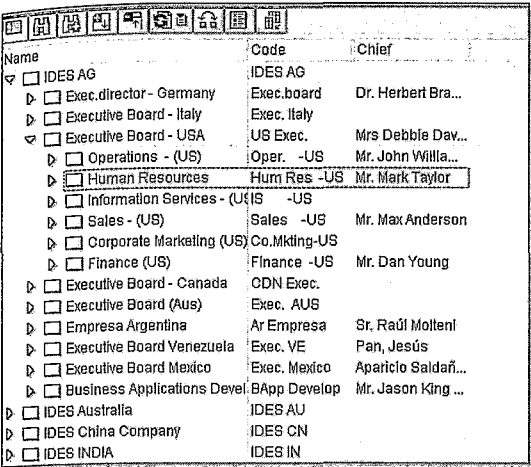 Name Code Chief
IDES AG IDES AG
Exec.director - Germany Exec.board Dr. Herbert Bra...
Executive Board - Italy Exec. Italy
Executive Board - USA US Exec. Mrs Debbie Dav...
Operations - (US) Oper. -US Mr. John Willia...
Human Resources Hum Res -US Mr. Mark Taylor
Information Services - (US IS -US
Sales - (US) Sales -US Mr. Max Anderson
Corporate Marketing (US) Co.Mkting-US
Finance (US) Finance -US Mr. Dan Young
Executive Board - Canada CDN Exec.
Executive Board (Aus) Exec. AUS
Empresa Argentina Ar Empresa Sr. Raúl Molteni
Executive Board Venezuela Exec. VE Pan, Jesús
Executive Board Mexico Exec. Mexico Aparicio Saldañ...
Business Applications Devel BApp Develop Mr. Jason King ...
IDES Australia IDES AU
IDES China Company IDES CN
IDES INDIA IDES IN